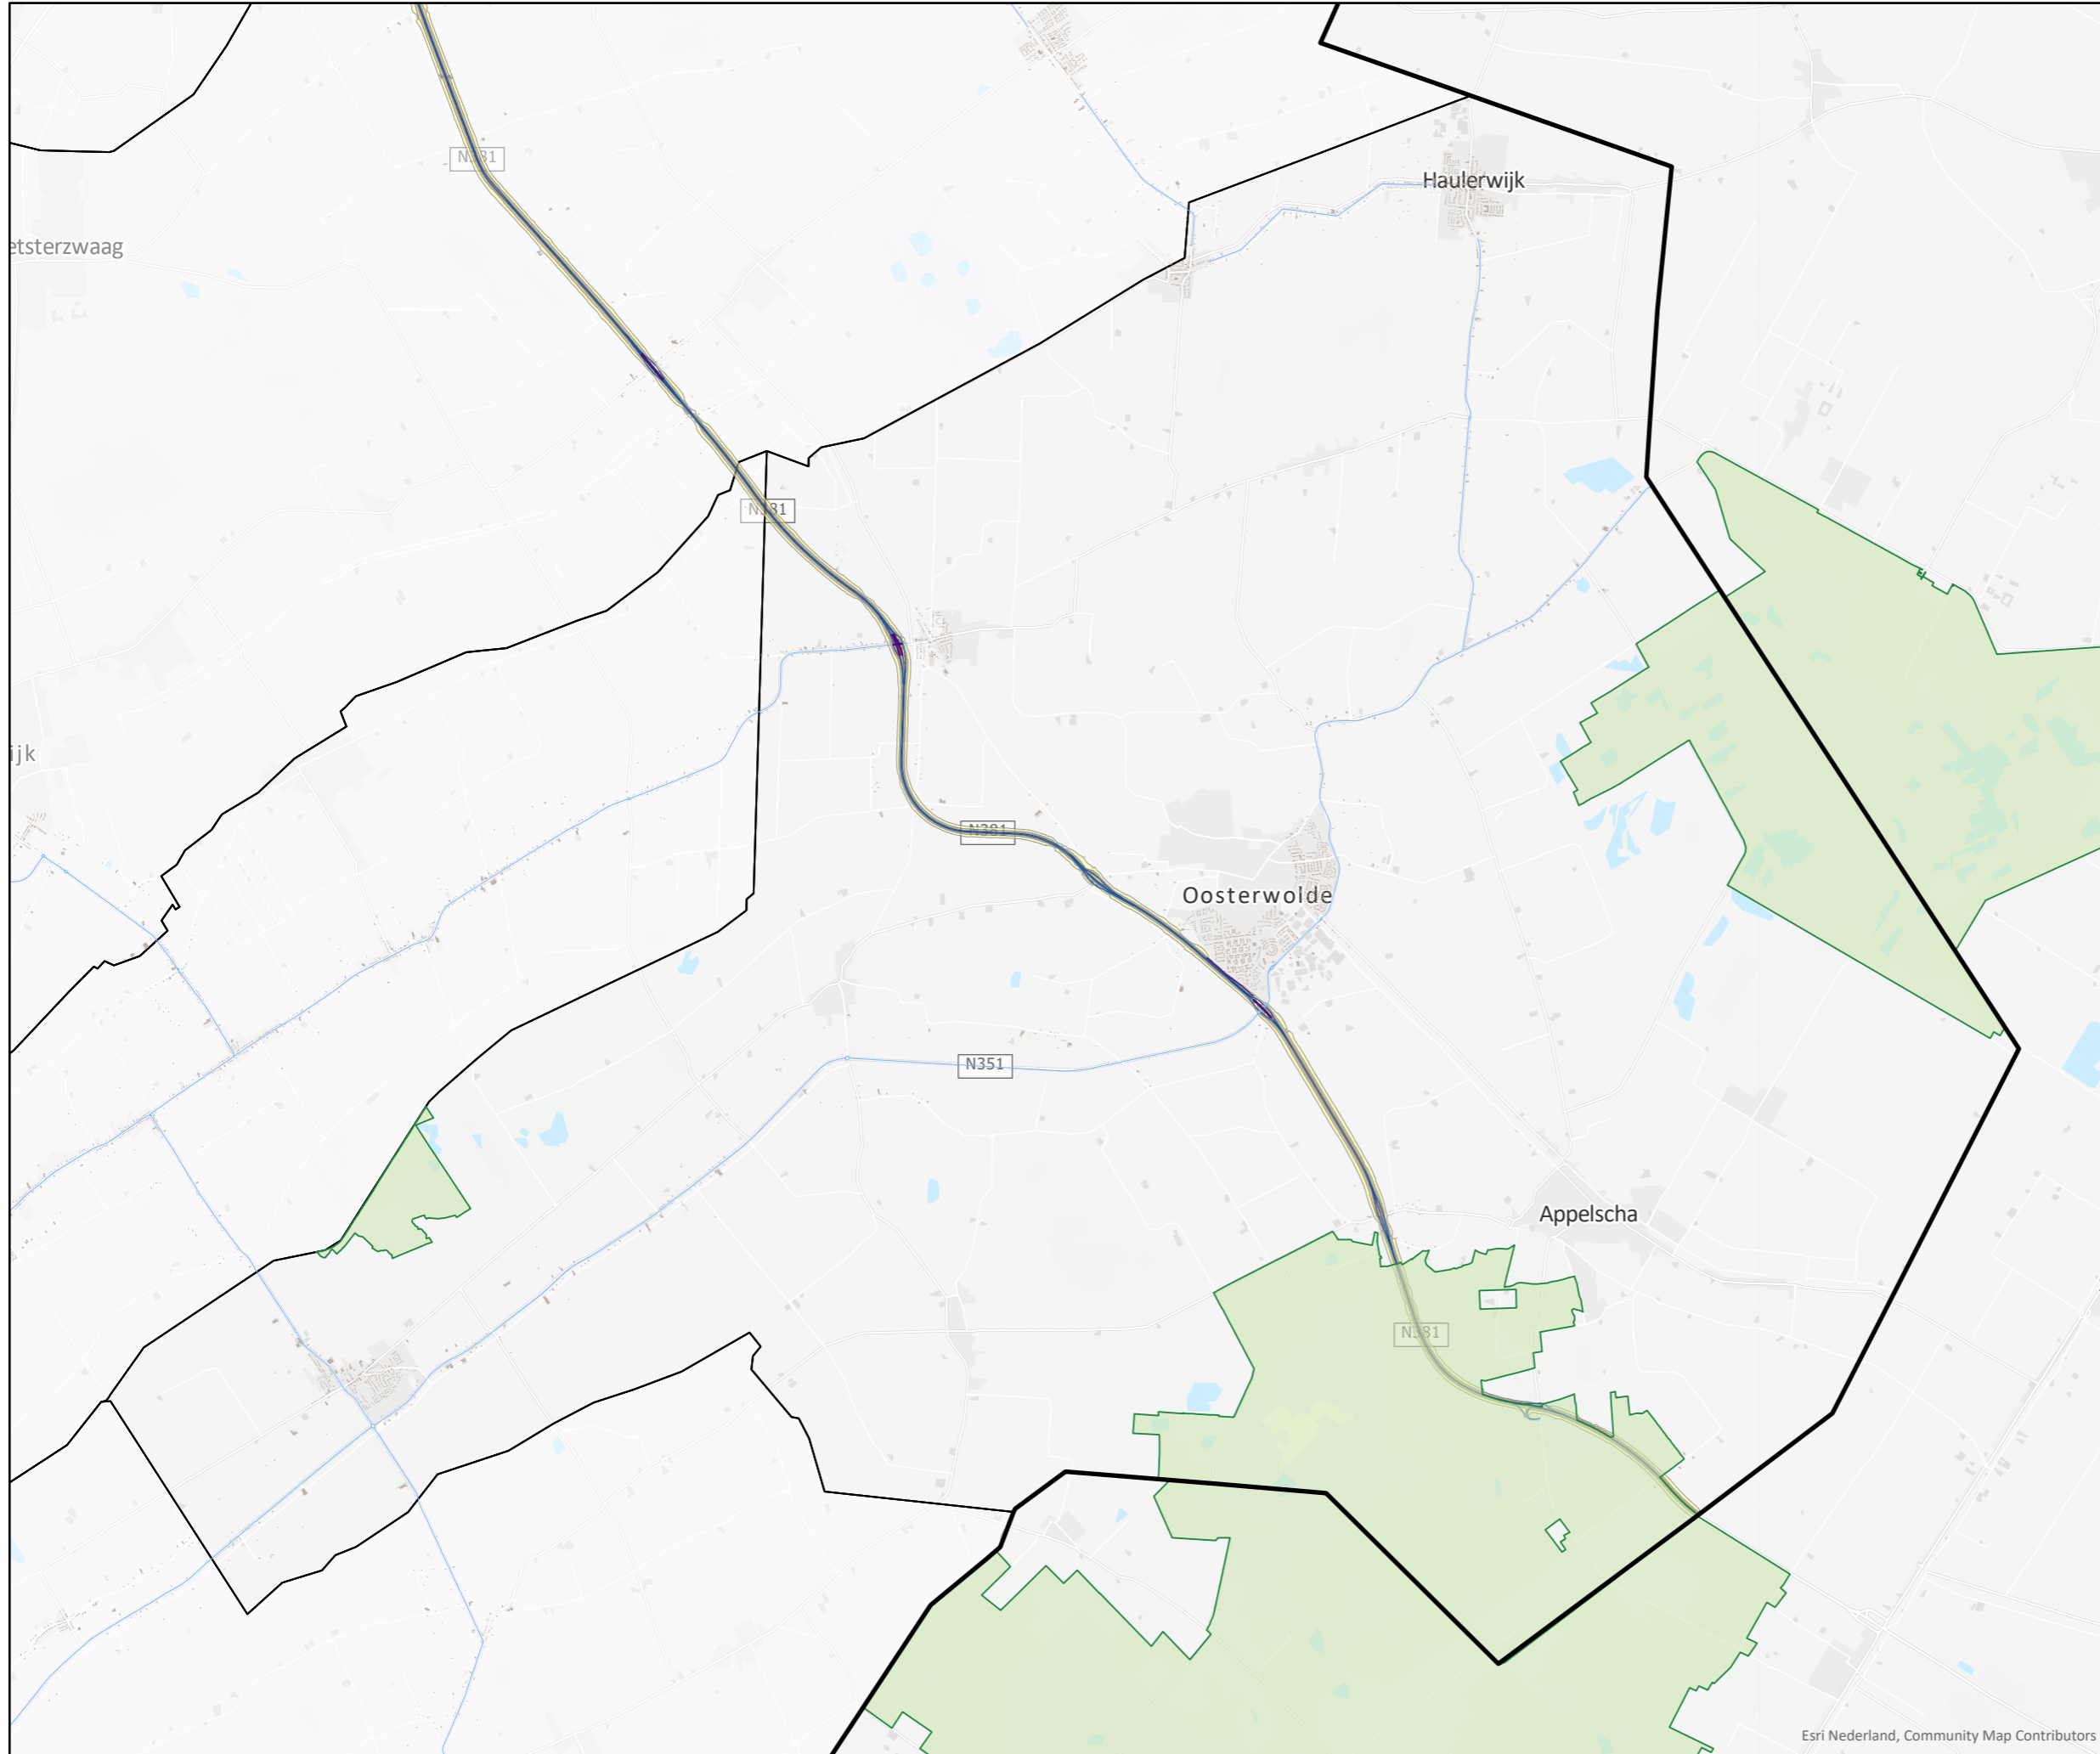 N381
Haulerwijk
etsterzwaag
N381
ijk
N381
Oosterwolde
N351
Appelscha
N381
Esri Nederland, Community Map Contributors